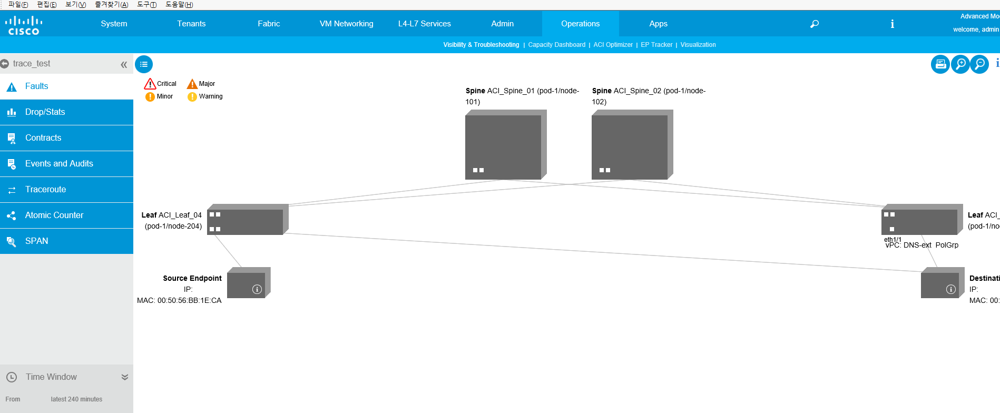 파일(F) 편집(E) 보기(V) 즐겨찾기(A) 도구(T) 도움말(H)
CISCO
System Tenants Fabric VM Networking L4-L7 Services Admin Operations Apps
Advanced Mo
welcome, admin
Visibility & Troubleshooting | Capacity Dashboard | ACI Optimizer | EP Tracker | Visualization
trace_test
Faults
Drop/Stats
Contracts
Events and Audits
Traceroute
Atomic Counter
SPAN
Time Window
From latest 240 minutes
Critical Major
Minor Warning
Spine ACI_Spine_01 (pod-1/node-
101)
Spine ACI_Spine_02 (pod-1/node-
102)
Leaf ACI_Leaf_04
(pod-1/node-204)
Leaf ACI_
(pod-1/no
eth1/1
vPC: DNS-ext PolGrp
Source Endpoint
IP:
MAC: 00:50:56:BB:1E:CA
Destinati
IP:
MAC: 00: